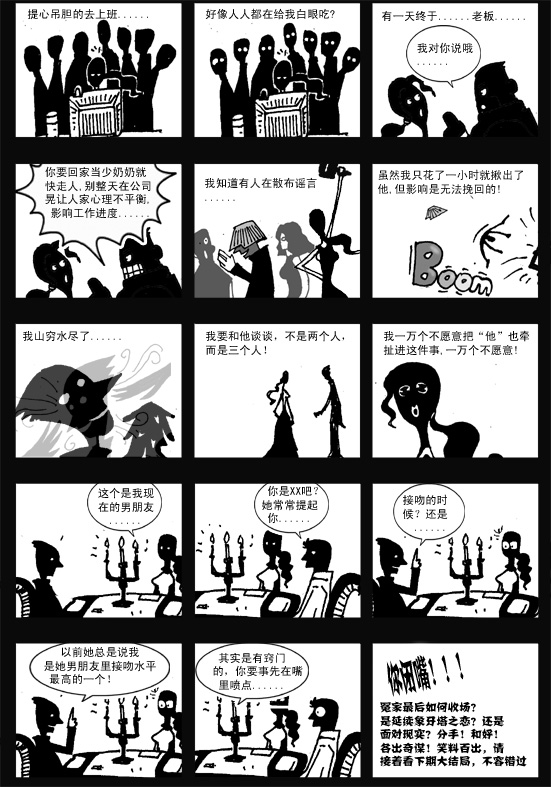 提心吊胆的去上班......
好像人人都在给我白眼吃?
有一天终于......老板......
我对你说哦
......
你要回家当少奶奶就
快走人,别整天在公司
晃让人家心理不平衡,
影响工作进度......
我知道有人在散布谣言
......
虽然我只花了一小时就揪出了
他,但影响是无法挽回的!
Boom
我山穷水尽了......
我要和他谈谈，不是两个人，
而是三个人!
我一万个不愿意把“他”也牵
扯进这件事,一万个不愿意!
这个是我现
在的男朋友
......
你是XX吧？
她常常提起
你......
接吻的时
候？还是
......
以前她总是说我
是她男朋友里接吻水平
最高的一个!
其实是有窍门
的，你要事先在嘴
里喷点......
你闭嘴!!!
冤家最后如何收场?
是延续象牙塔之恋? 还是
面对现实? 分手! 和好!
各出奇谋! 笑料百出，请
接着看下期大结局，不容错过